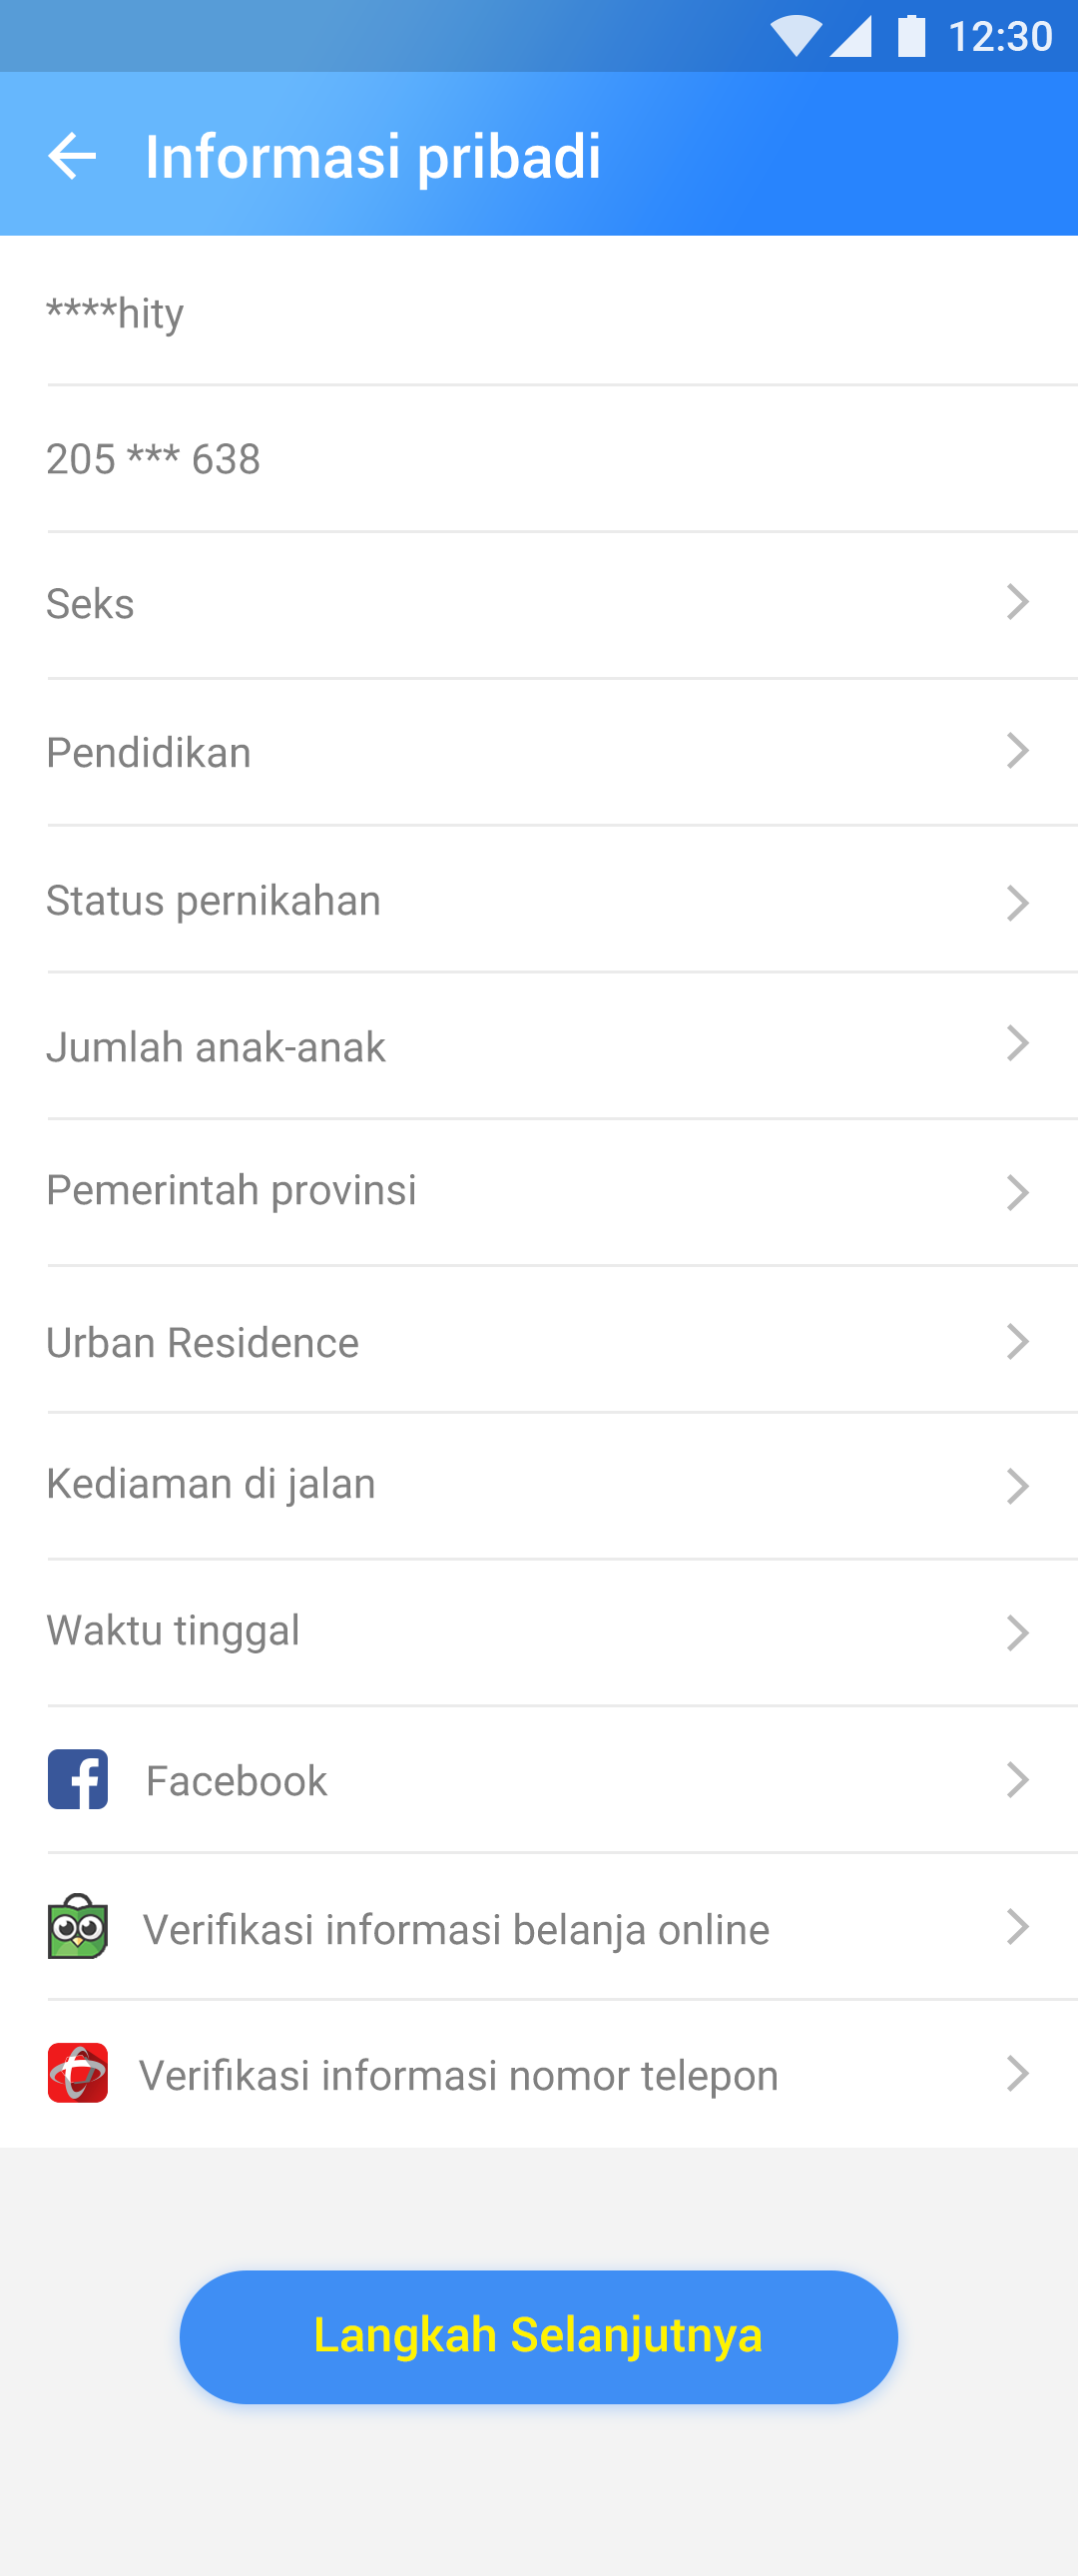 12:30
Informasi pribadi
****hity
205 *** 638
Seks
Pendidikan
Status pernikahan
Jumlah anak-anak
Pemerintah provinsi
Urban Residence
Kediaman di jalan
Waktu tinggal
Facebook
Verifikasi informasi belanja online
Verifikasi informasi nomor telepon
Langkah Selanjutnya